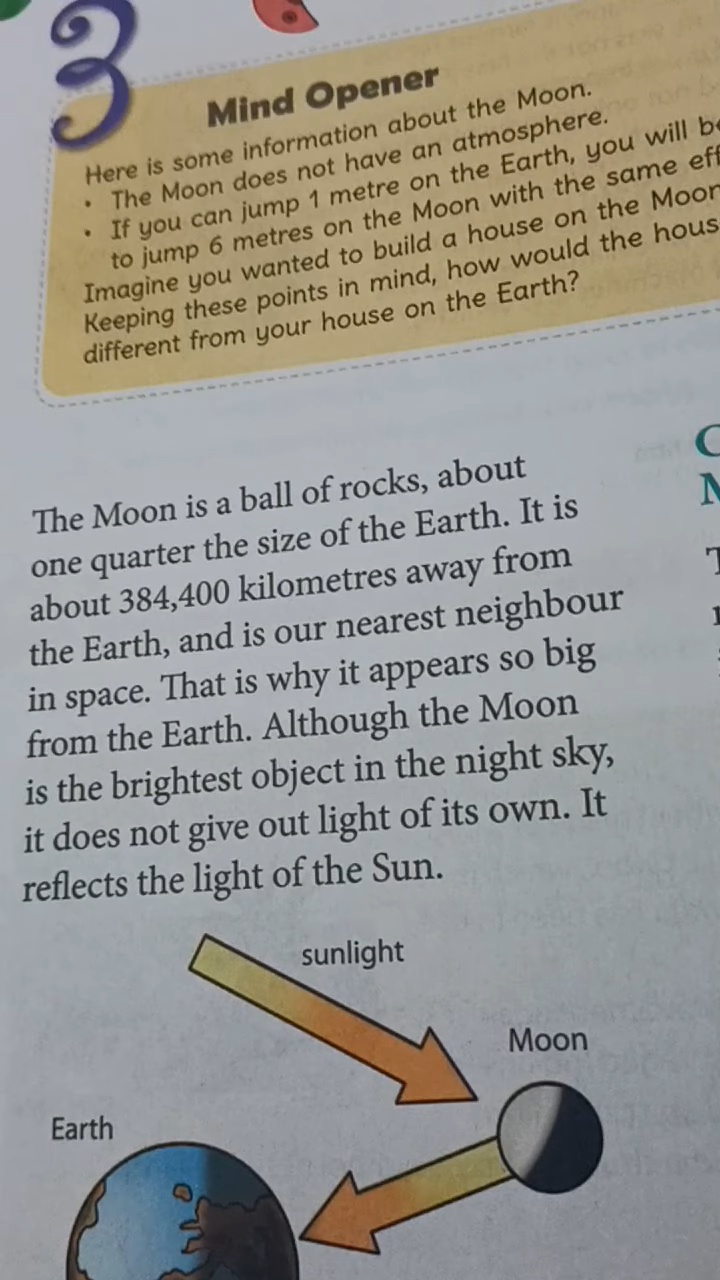 3
Mind Opener
Here is some information about the Moon.
• The Moon does not have an atmosphere.
• If you can jump 1 metre on the Earth, you will
to jump 6 metres on the Moon with the same
Imagine you wanted to build a house on the Moon
Keeping these points in mind, how would the
different from your house on the Earth?
The Moon is a ball of rocks, about
one quarter the size of the Earth. It is
about 384,400 kilometres away from
the Earth, and is our nearest neighbour
in space. That is why it appears so big
from the Earth. Although the Moon
is the brightest object in the night sky,
it does not give out light of its own. It
reflects the light of the Sun.
sunlight
Moon
Earth